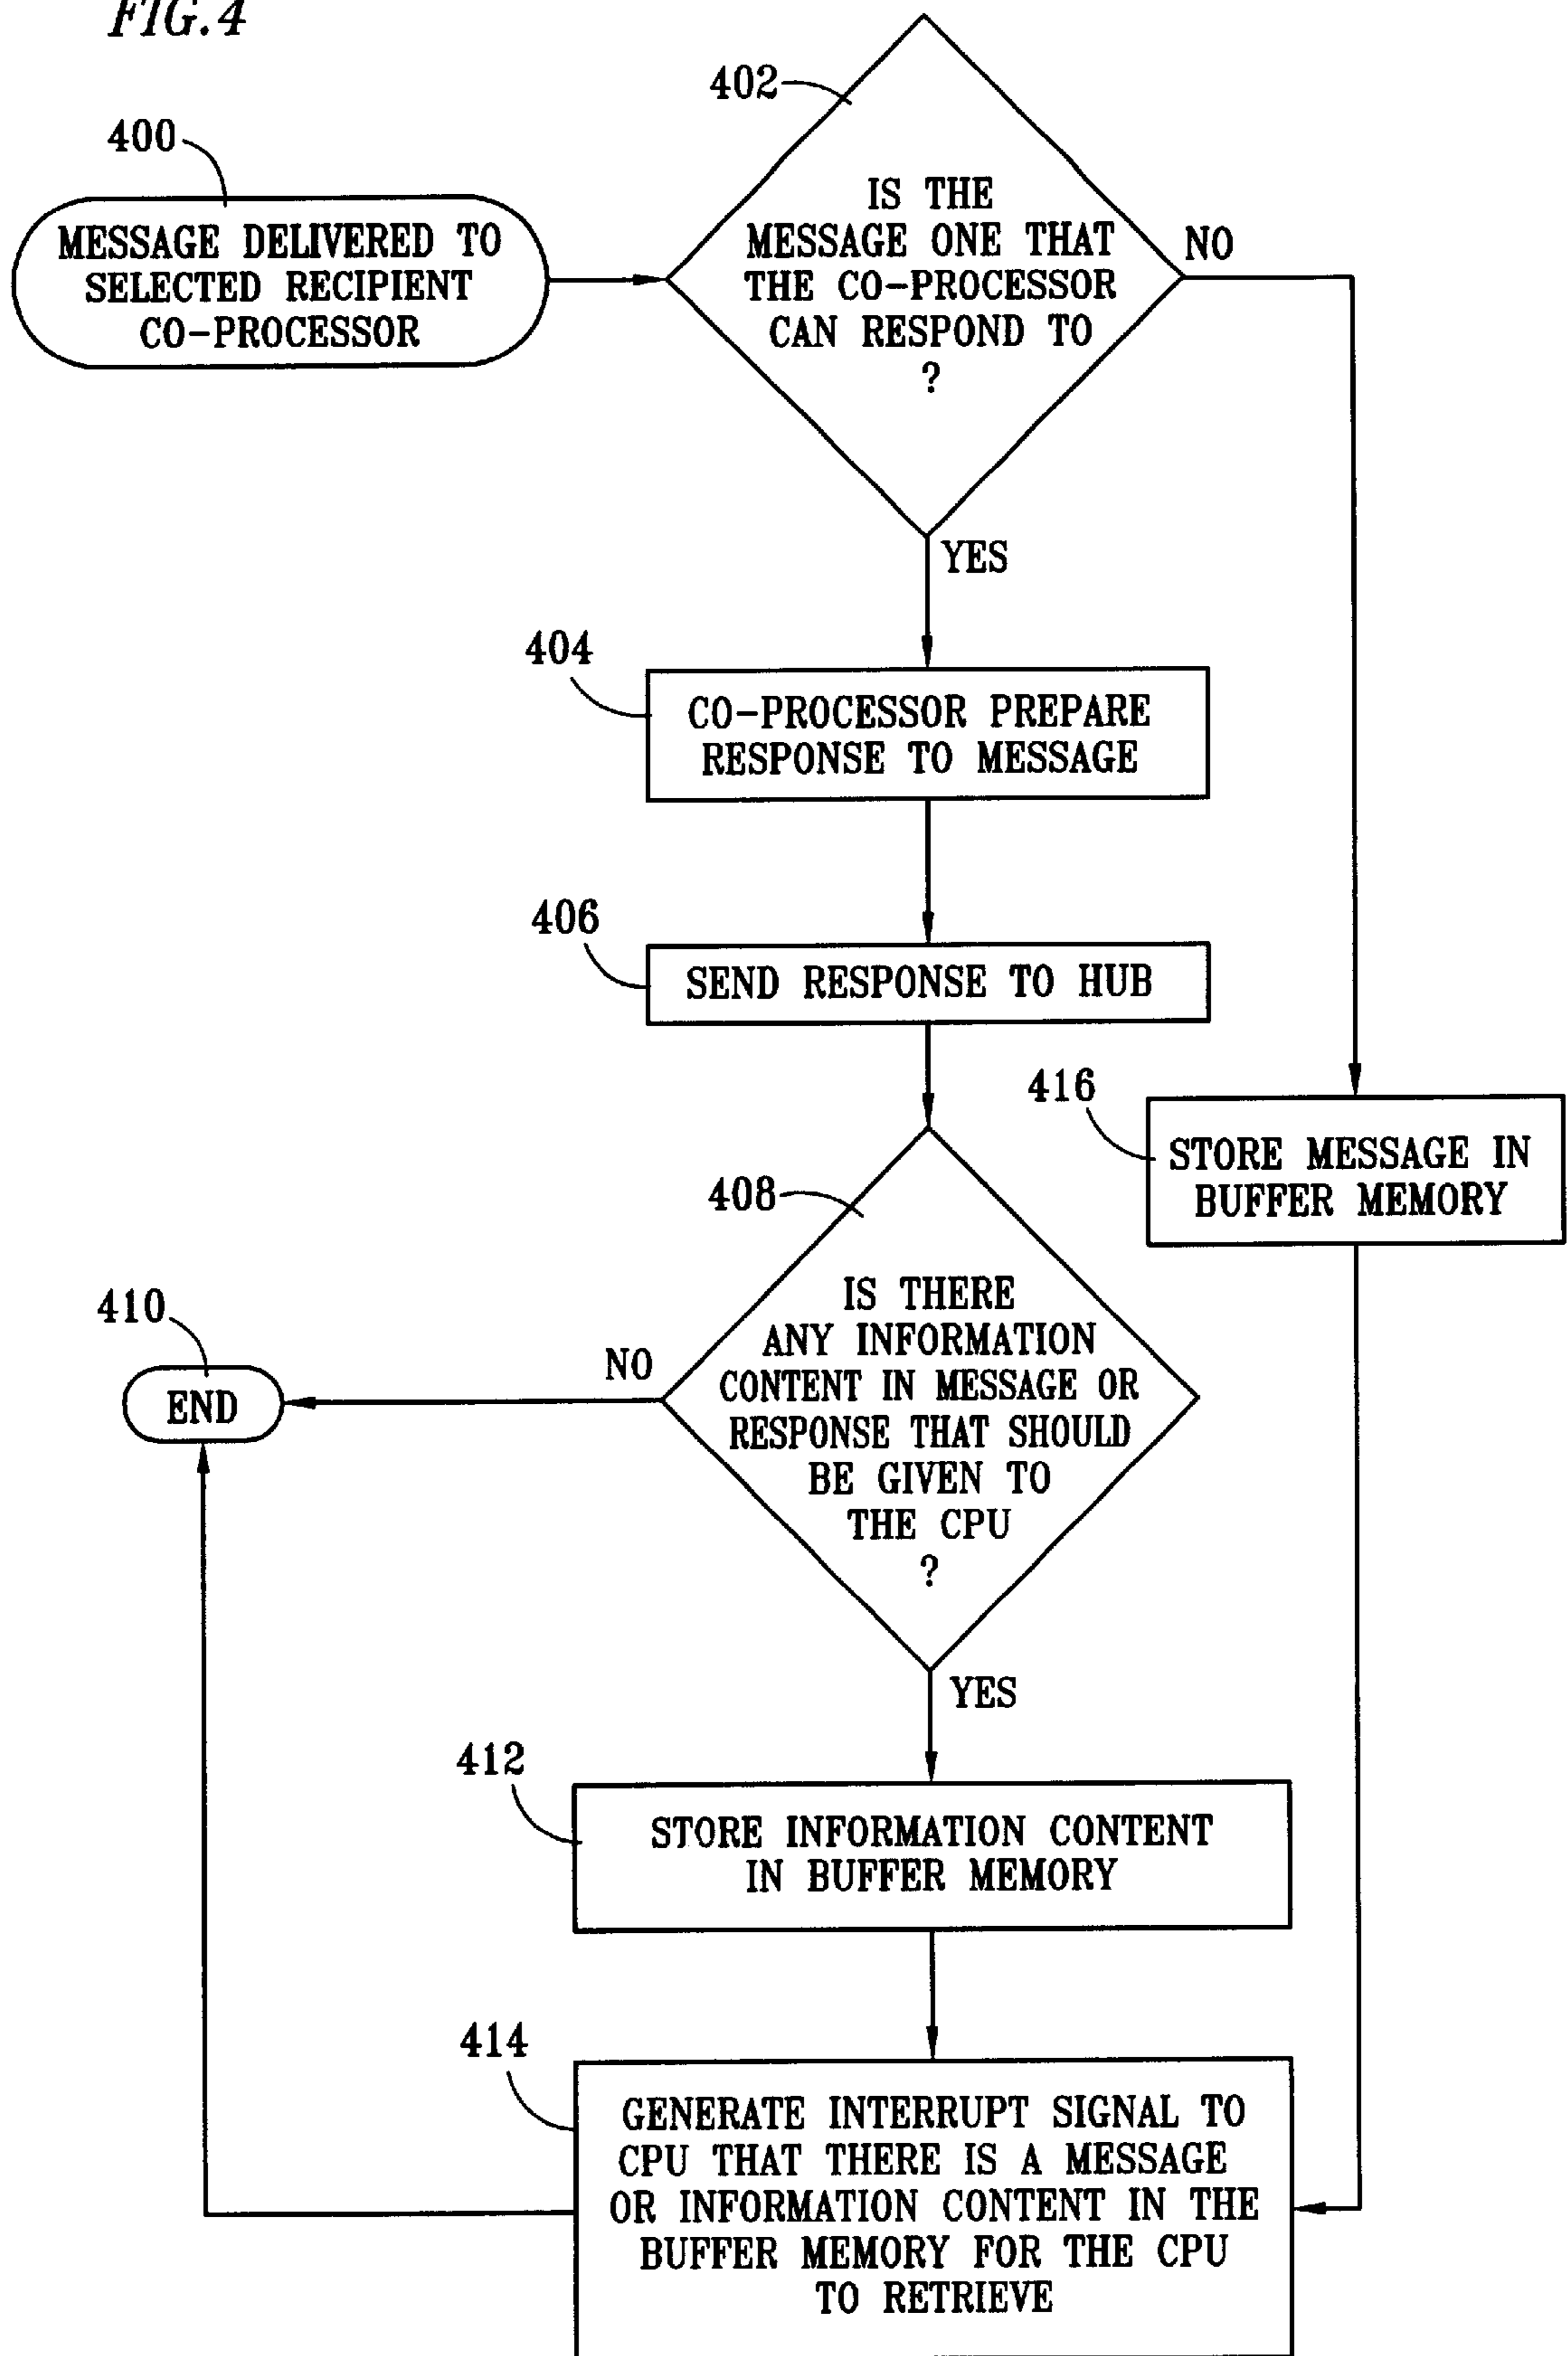 FIG.4
402
400
MESSAGE DELIVERED TO
SELECTED RECIPIENT
CO-PROCESSOR
IS THE
MESSAGE ONE THAT
THE CO-PROCESSOR
CAN RESPOND TO
?
NO
YES
404
CO-PROCESSOR PREPARE
RESPONSE TO MESSAGE
406
SEND RESPONSE TO HUB
416
STORE MESSAGE IN
BUFFER MEMORY
408
IS THERE
ANY INFORMATION
CONTENT IN MESSAGE OR
RESPONSE THAT SHOULD
BE GIVEN TO
THE CPU
?
NO
410
END
YES
412
STORE INFORMATION CONTENT
IN BUFFER MEMORY
414
GENERATE INTERRUPT SIGNAL TO
CPU THAT THERE IS A MESSAGE
OR INFORMATION CONTENT IN THE
BUFFER MEMORY FOR THE CPU
TO RETRIEVE